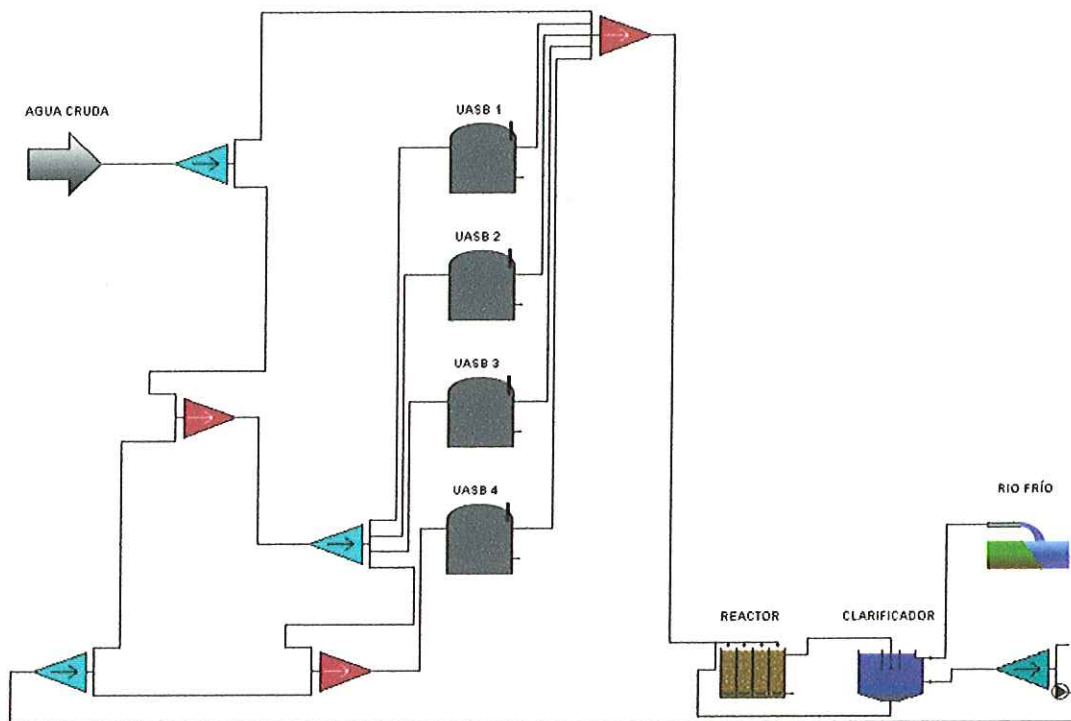 AGUA CRUDA
UASB 1
UASB 2
UASB 3
UASB 4
RIO FRÍO
REACTOR
CLARIFICADOR